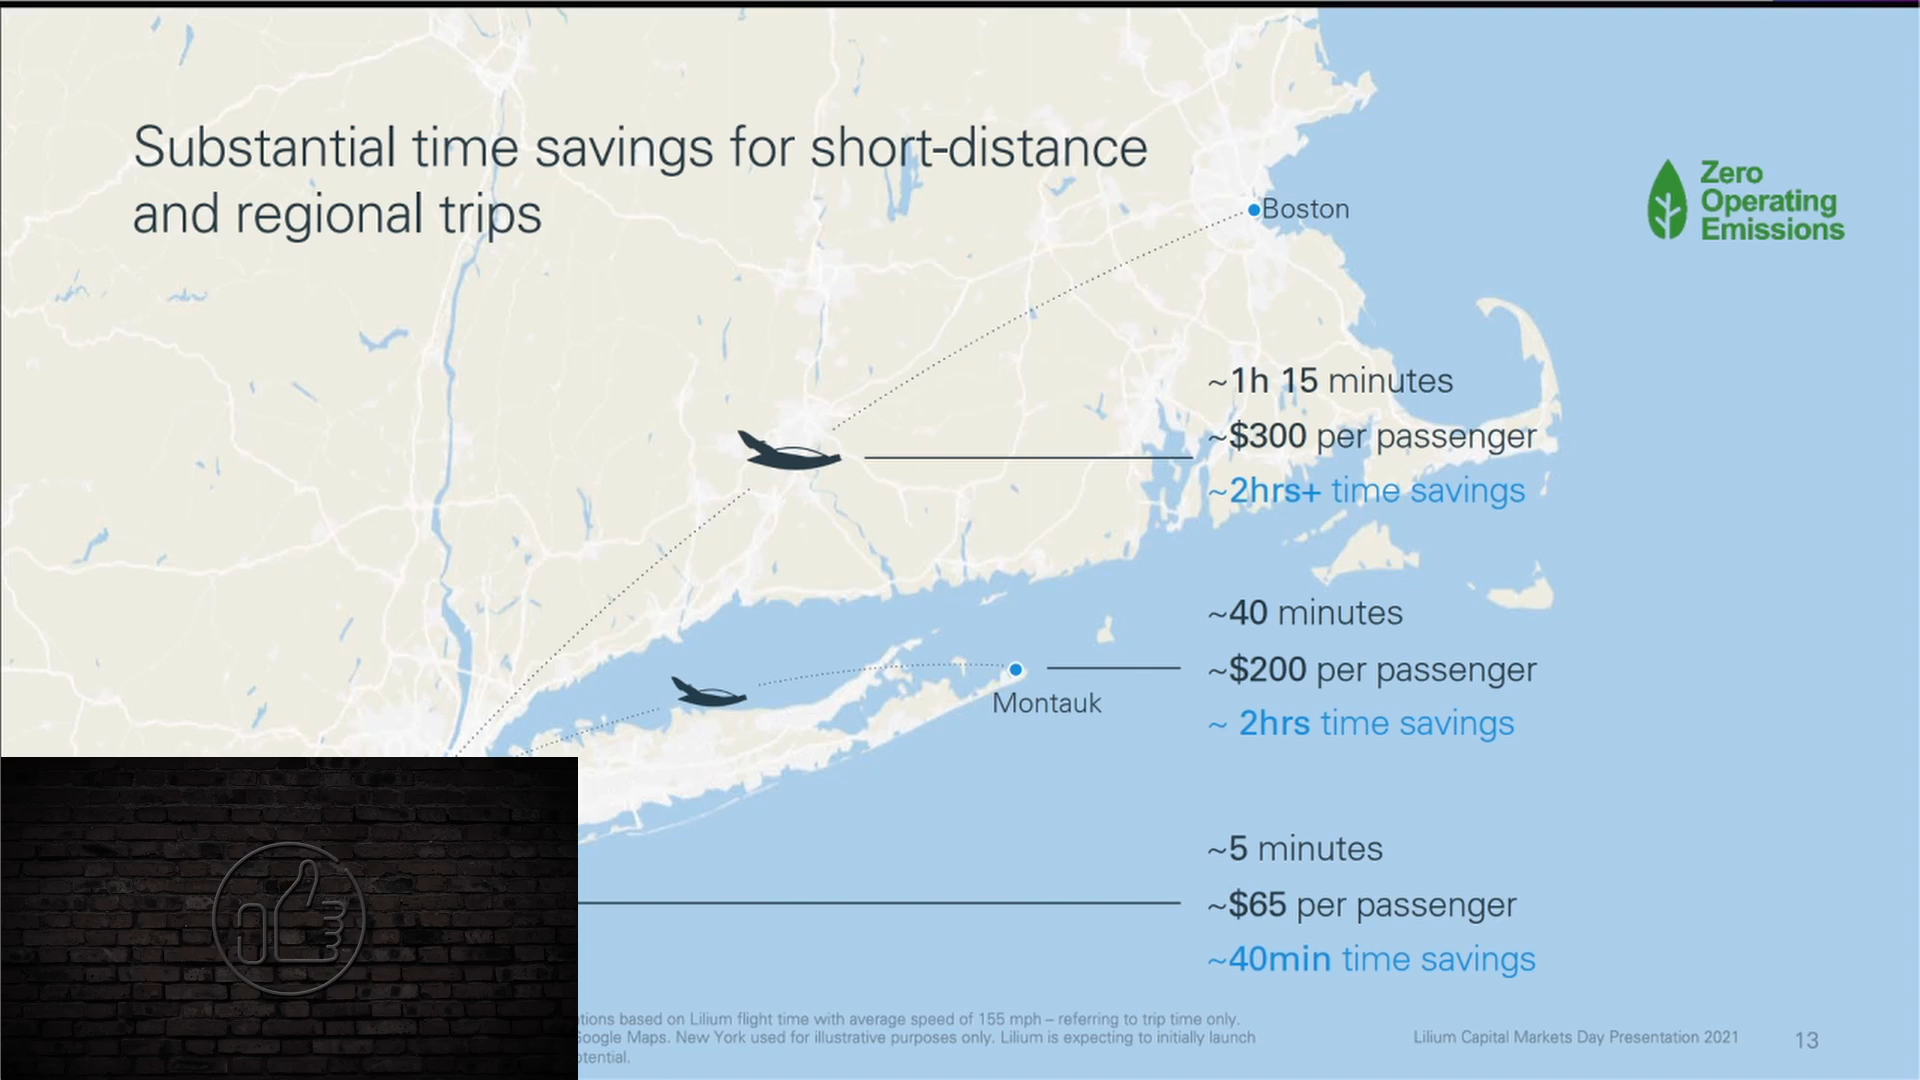 Substantial time savings for short-distance
and regional trips
Zero
Operating
Emissions
Boston
~1h 15 minutes
~$300 per passenger
~2hrs+ time savings
~40 minutes
~$200 per passenger
~ 2hrs time savings
Montauk
~5 minutes
~$65 per passenger
~40min time savings
based on Lilium flight time with average speed of 155 mph – referring to trip time only.
Google Maps. New York used for illustrative purposes only. Lilium is expecting to initially launch
Lilium Capital Markets Day Presentation 2021
13